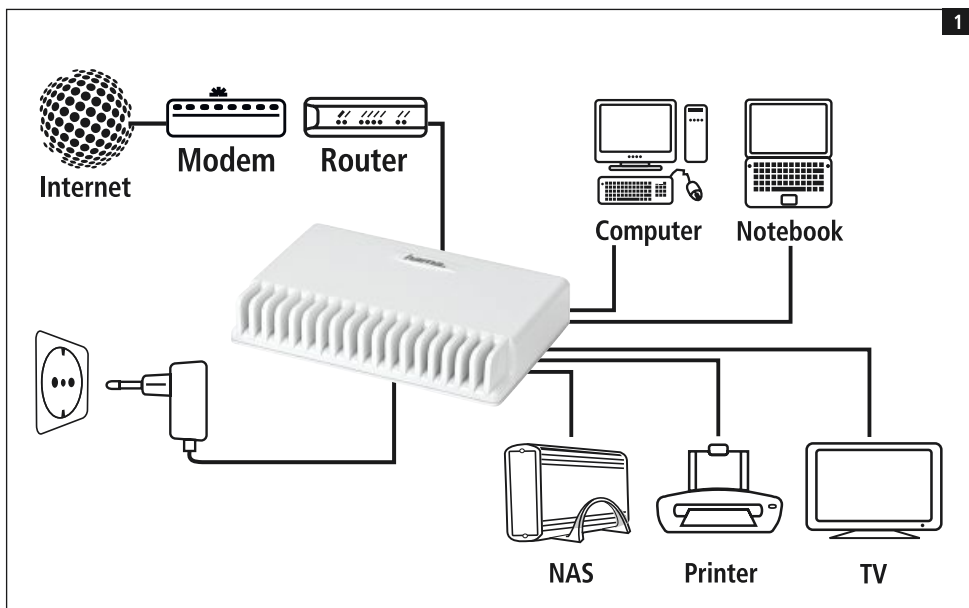 1
Internet
Modem
Router
Computer
Notebook
hama.
NAS
Printer
TV